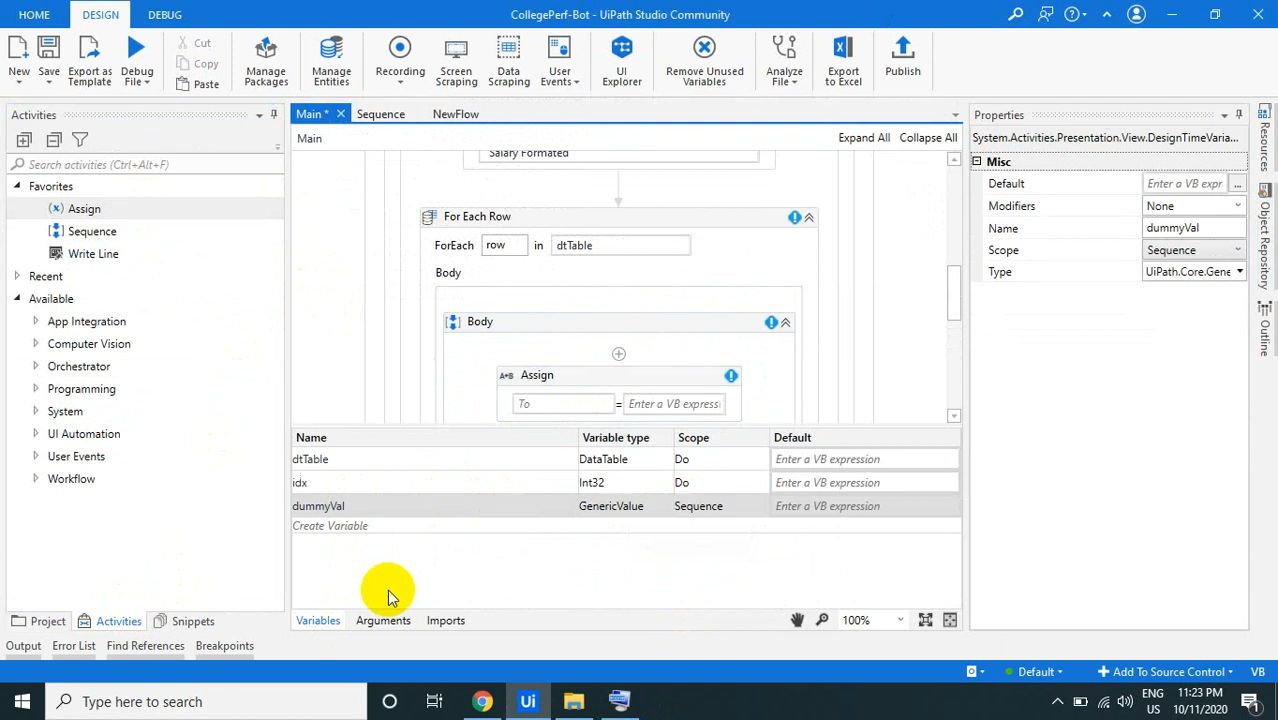 HOME DESIGN DEBUG CollegePerf-Bot - UiPath Studio Community
New Save Export as Template Debug File Cut Copy Paste Manage Packages Manage Entities Recording Screen Scraping Data Scraping User Events UI Explorer Remove Unused Variables Analyze File Export to Excel Publish
Activities
Search activities (Ctrl+Alt+F)
Favorites
Assign
Sequence
Write Line
Recent
Available
App Integration
Computer Vision
Orchestrator
Programming
System
UI Automation
User Events
Workflow
Project Activities Snippets
Main * Sequence NewFlow
Main Expand All Collapse All
Salary Formated
For Each Row
ForEach row in dtTable
Body
Body
A+B Assign
To = Enter a VB express
Name Variable type Scope Default
dtTable DataTable Do Enter a VB expression
idx Int32 Do Enter a VB expression
dummyVal GenericValue Sequence Enter a VB expression
Create Variable
Variables Arguments Imports 100%
Properties
System.Activities.Presentation.View.DesignTimeVaria...
Misc
Default Enter a VB expr ...
Modifiers None
Name dummyVal
Scope Sequence
Type UiPath.Core.Gene
Resources
Object Repository
Outline
Output Error List Find References Breakpoints
Default Add To Source Control VB
Type here to search
Ui
ENG
US
11:23 PM
10/11/2020
1